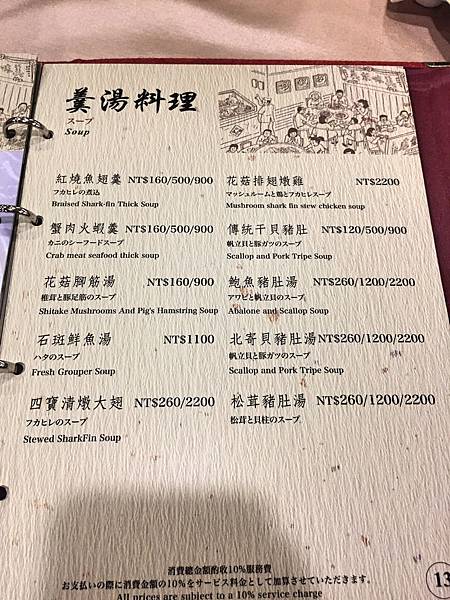 羹湯料理
スープ
Soup
紅燒魚翅羹 NT$160/500/900
フカヒレの煮込
Braised Shark-fin Thick Soup
蟹肉火蝦羹 NT$160/500/900
カニのシーフードスープ
Crab meat seafood thick soup
花菇腳筋湯 NT$160/900
椎茸と豚足筋のスープ
Shitake Mushrooms And Pig's Hamstring Soup
石斑鮮魚湯 NT$1100
ハタのスープ
Fresh Grouper Soup
四寶清燉大翅 NT$260/2200
フカヒレのスープ
Stewed SharkFin Soup
花菇排翅燉雞 NT$2200
マッシュルームと鶏とフカヒレスープ
Mushroom shark fin stew chicken soup
傳統干貝豬肚 NT$120/500/900
帆立貝と豚ガツのスープ
Scallop and Pork Tripe Soup
鮑魚豬肚湯 NT$260/1200/2200
アワビと帆立貝のスープ
Abalone and Scallop Soup
北寄貝豬肚湯 NT$260/1200/2200
帆立貝と豚ガツのスープ
Scallop and Pork Tripe Soup
松茸豬肚湯 NT$260/1200/2200
松茸と貝柱のスープ
消費總金額酌收10%服務費
お支払いの際に消費金額の10%をサービス料金として加算させていただきます。
All prices are subject to a 10% service charge
13